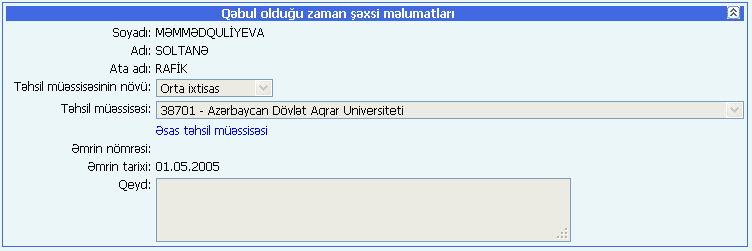 Qəbul olduğu zaman şəxsi məlumatları
Soyadı: MƏMMƏDQULİYEVA
Adı: SOLTANƏ
Ata adı: RAFİK
Təhsil müəssisəsinin növü: Orta ixtisas
Təhsil müəssisəsi: 38701 - Azərbaycan Dövlət Aqrar Universiteti
Əsas təhsil müəssisəsi
Əmrin nömrəsi:
Əmrin tarixi: 01.05.2005
Qeyd: